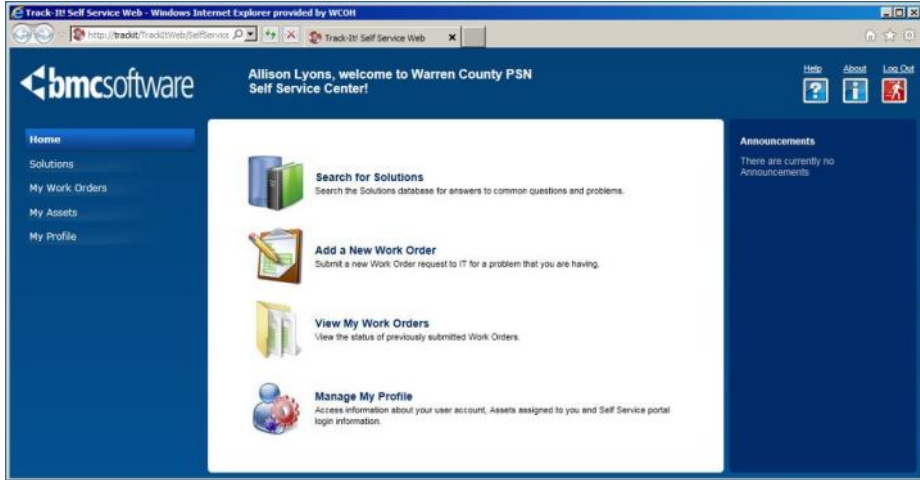 Track-It! Self Service Web - Windows Internet Explorer provided by WCOH
http://trackit/TrackItWeb/SelfService
Track-It! Self Service Web
bmcsoftware
Allison Lyons, welcome to Warren County PSN
Self Service Center!
Help About Log Out
Home
Solutions
My Work Orders
My Assets
My Profile
Search for Solutions
Search the Solutions database for answers to common questions and problems.
Add a New Work Order
Submit a new Work Order request to IT for a problem that you are having.
View My Work Orders
View the status of previously submitted Work Orders.
Manage My Profile
Access information about your user account, Assets assigned to you and Self Service portal
login information.
Announcements
There are currently no
Announcements